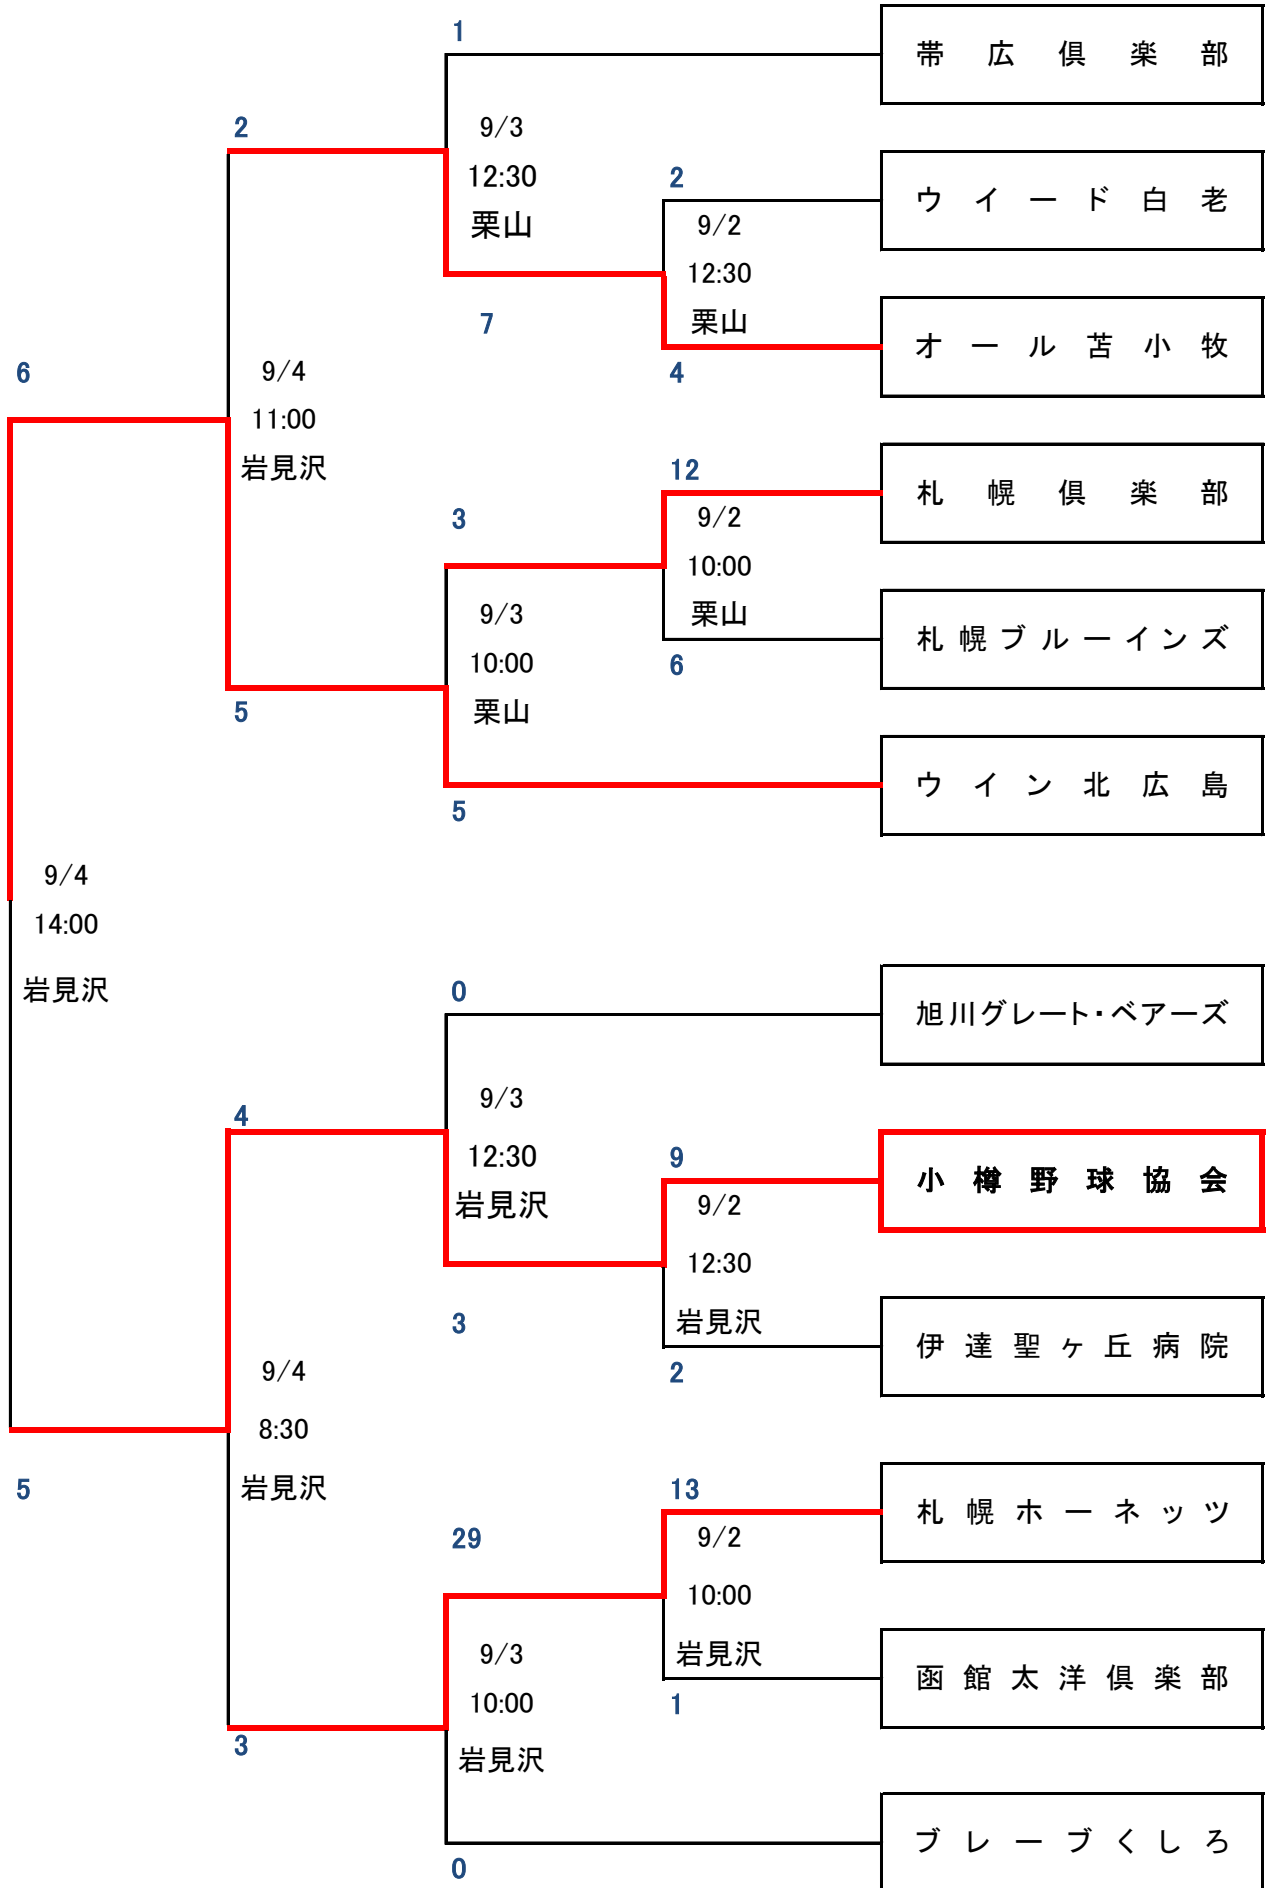 1
帯広倶楽部
2
9/3
12:30
栗山
2
ウイード白老
9/2
12:30
栗山
オール苫小牧
7
4
6
9/4
11:00
岩見沢
12
札幌倶楽部
3
9/2
10:00
栗山
9/3
10:00
栗山
札幌ブルーインズ
6
5
ウイン北広島
5
9/4
14:00
岩見沢
0
旭川グレート・ベアーズ
4
9/3
12:30
岩見沢
9
小樽野球協会
9/2
12:30
岩見沢
3
伊達聖ヶ丘病院
2
9/4
8:30
岩見沢
5
13
札幌ホーネッツ
29
9/2
10:00
岩見沢
9/3
10:00
岩見沢
函館太洋倶楽部
1
3
ブレーブくしろ
0